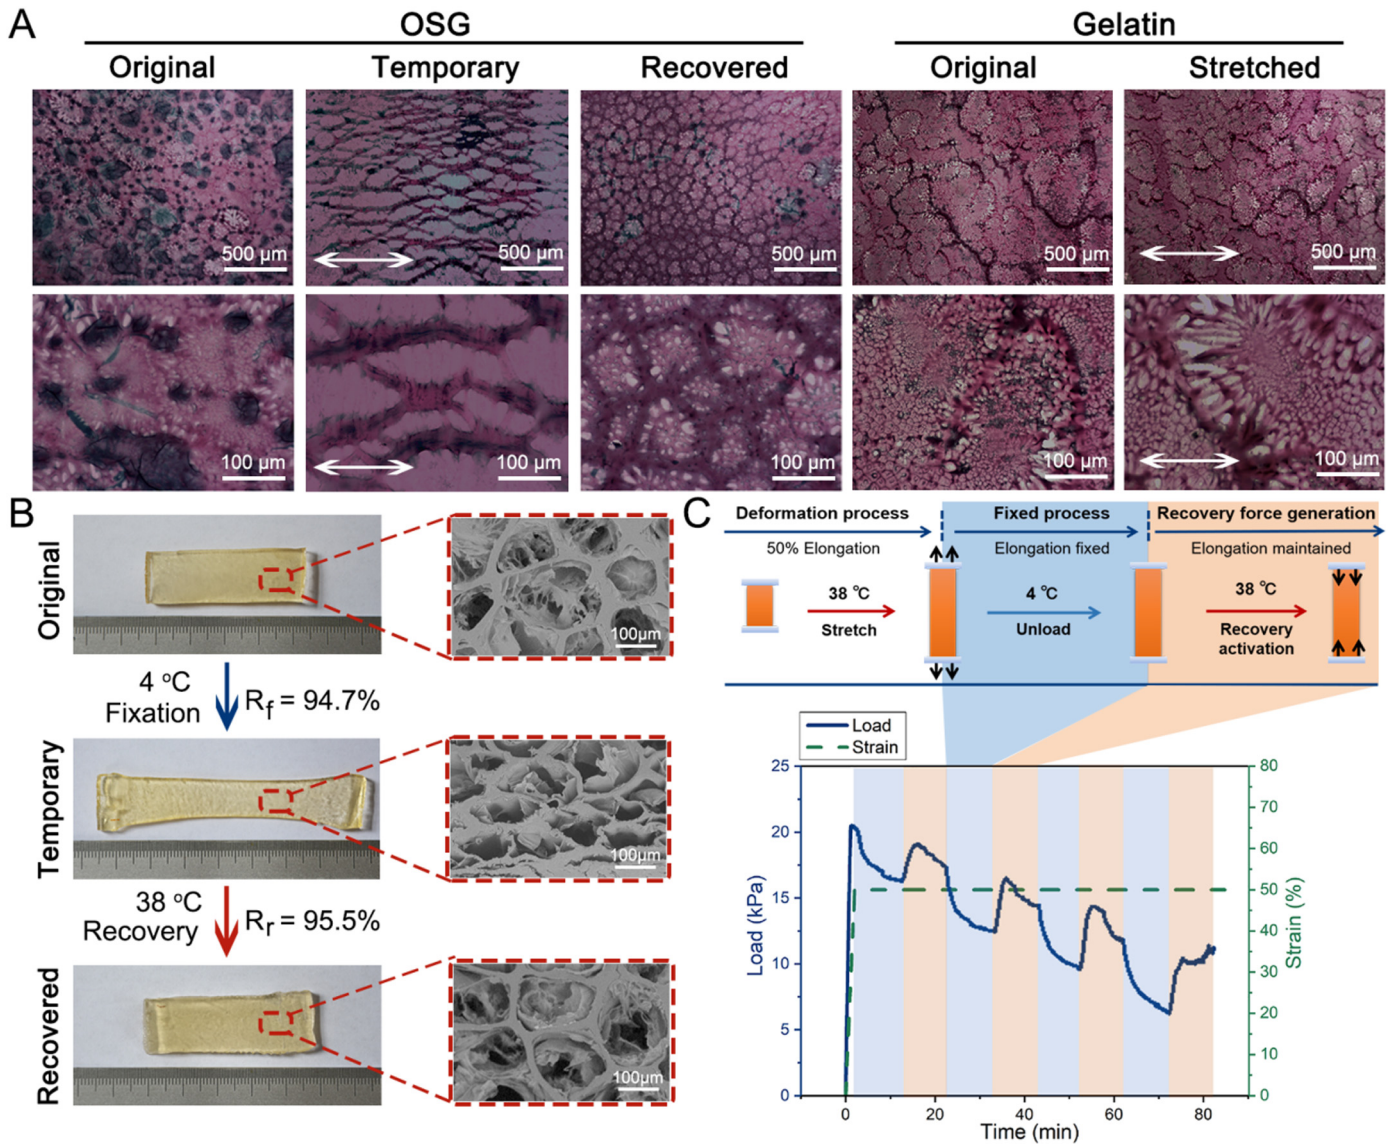 A
OSG
Gelatin
Original
Temporary
Recovered
Original
Stretched
500 μm
500 μm
500 μm
500 μm
500 μm
100 μm
100 μm
100 μm
100 μm
100 μm
B
Original
100μm
4 °C
Fixation
Rf = 94.7%
Temporary
100μm
38 °C
Recovery
Rr = 95.5%
Recovered
100μm
C
Deformation process
Fixed process
Recovery force generation
50% Elongation
Elongation fixed
Elongation maintained
38 °C
Stretch
4 °C
Unload
38 °C
Recovery
activation
Load
Strain
25
20
15
10
5
0
Load (kPa)
80
70
60
50
40
30
20
10
0
Strain (%)
0
20
40
60
80
Time (min)